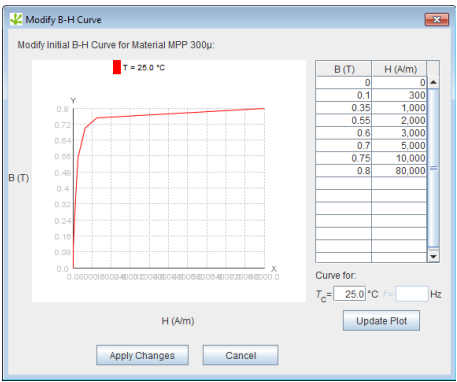 Modify B-H Curve
Modify Initial B-H Curve for Material MPP 300µ:
T = 25.0 °C
Y
0.8
0.72
0.64
0.56
0.48
0.4
0.32
0.24
0.16
0.08
0.0
X
B (T)
H (A/m)
B (T) H (A/m)
0 0
0.1 300
0.35 1,000
0.55 2,000
0.6 3,000
0.7 5,000
0.75 10,000
0.8 80,000
Curve for:
Tc= 25.0 °C f= Hz
Update Plot
Apply Changes Cancel